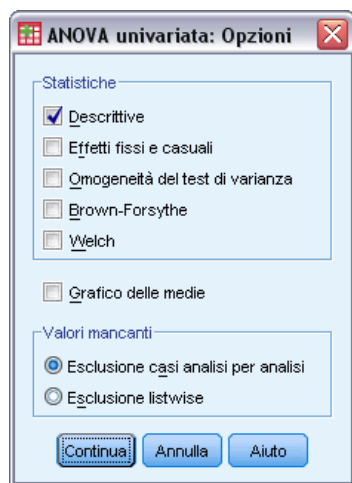 ANOVA univariata: Opzioni
Statistiche
Descrittive
Effetti fissi e casuali
Omogeneità del test di varianza
Brown-Forsythe
Welch
Grafico delle medie
Valori mancanti
Esclusione casi analisi per analisi
Esclusione listwise
Continua Annulla Aiuto